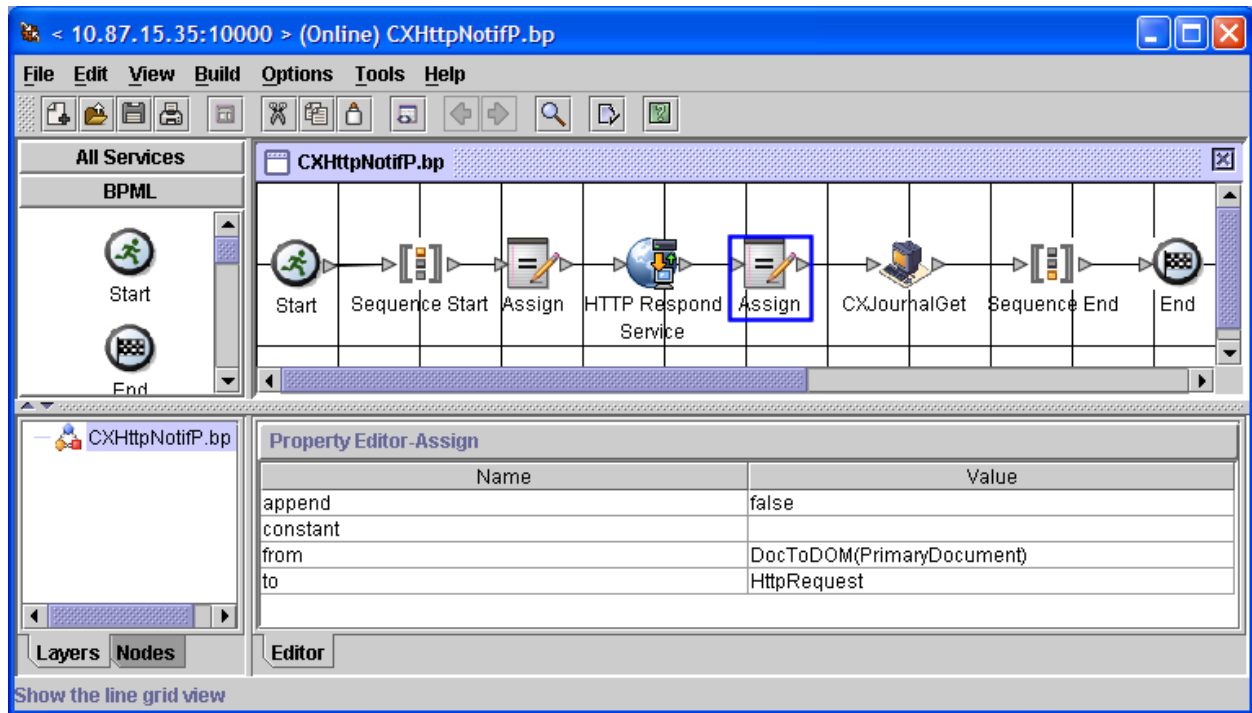 < 10.87.15.35:10000 > (Online) CXHttpNotifP.bp
File Edit View Build Options Tools Help
All Services
CXHttpNotifP.bp
BPML
Start
End
Start
Sequence Start
Assign
HTTP Respond
Service
Assign
CXJournalGet
Sequence End
End
CXHttpNotifP.bp
Property Editor-Assign
Name Value
append false
constant
from DocToDOM(PrimaryDocument)
to HttpRequest
Layers Nodes
Editor
Show the line grid view